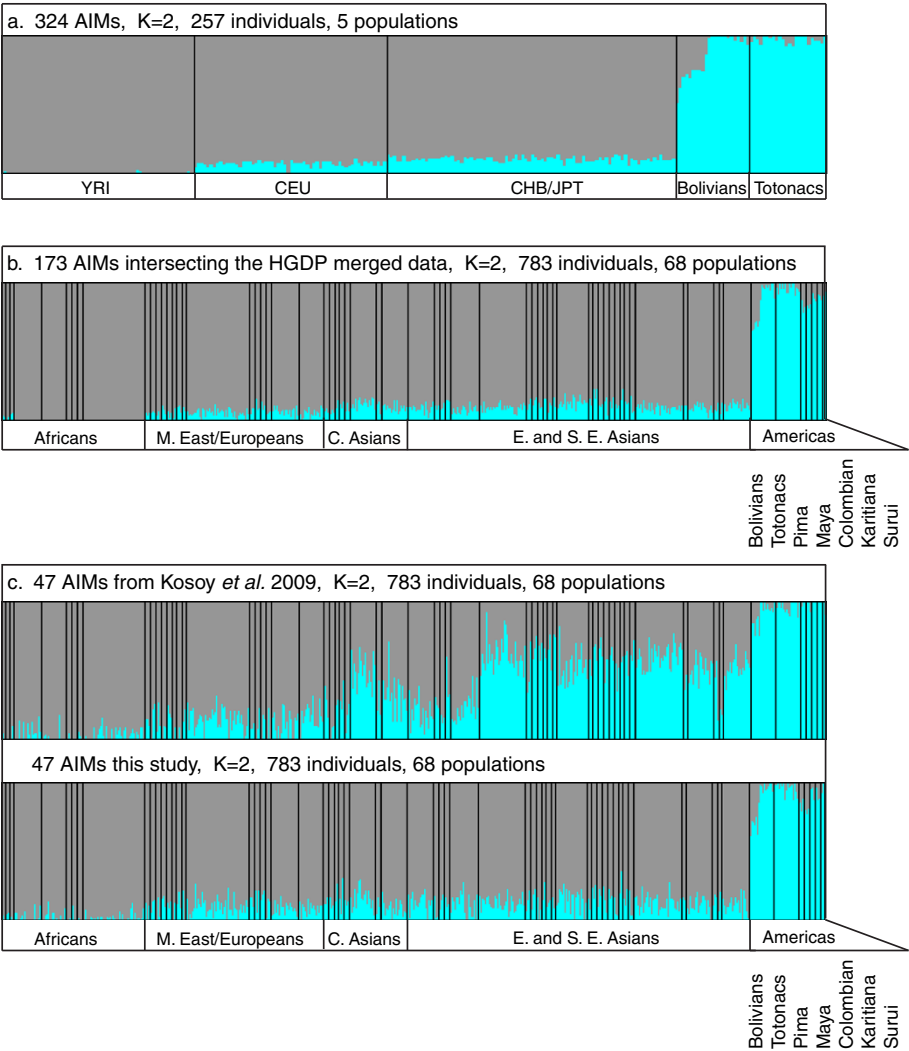 a. 324 AIMs, K=2, 257 individuals, 5 populations
YRI CEU CHB/JPT Bolivians Totonacs
b. 173 AIMs intersecting the HGDP merged data, K=2, 783 individuals, 68 populations
Africans M. East/Europeans C. Asians E. and S. E. Asians Americas
Bolivians
Totonacs
Pima
Maya
Colombian
Karitiana
Surui
c. 47 AIMs from Kosoy et al. 2009, K=2, 783 individuals, 68 populations
47 AIMs this study, K=2, 783 individuals, 68 populations
Africans M. East/Europeans C. Asians E. and S. E. Asians Americas
Bolivians
Totonacs
Pima
Maya
Colombian
Karitiana
Surui